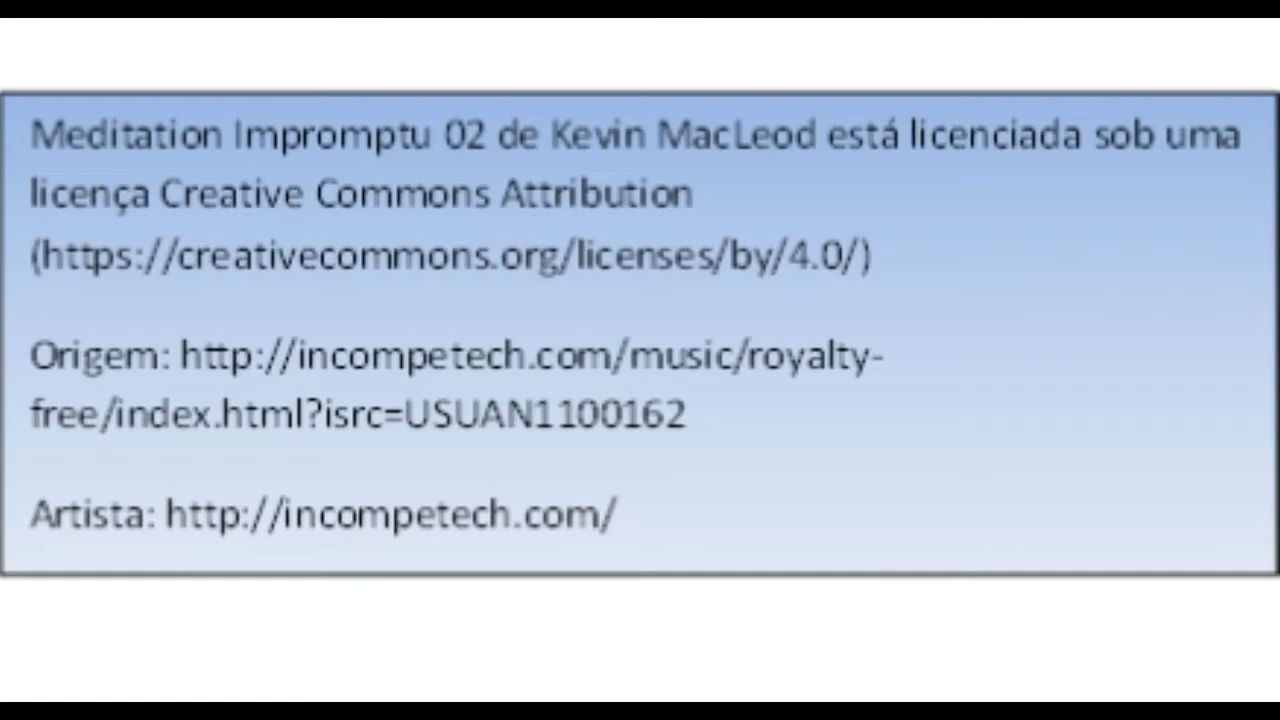 Meditation Impromptu 02 de Kevin MacLeod está licenciada sob uma
licença Creative Commons Attribution
(https://creativecommons.org/licenses/by/4.0/)
Origem: http://incompetech.com/music/royalty-
free/index.html?isrc=USUAN1100162
Artista: http://incompetech.com/